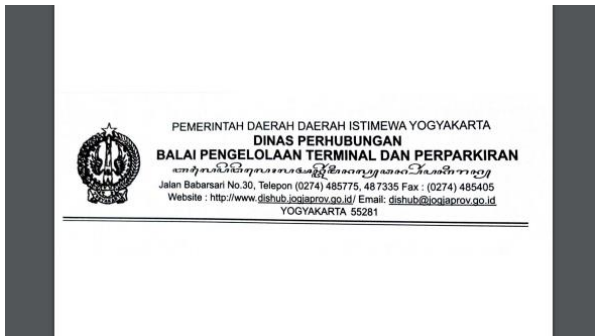 PEMERINTAH DAERAH DAERAH ISTIMEWA YOGYAKARTA
DINAS PERHUBUNGAN
BALAI PENGELOLAAN TERMINAL DAN PERPARKIRAN
Jalan Babarsari No.30, Telepon (0274) 485775, 487335 Fax : (0274) 485405
Website : http://www.dishub.jogjaprov.go.id/ Email: dishub@jogjaprov.go.id
YOGYAKARTA 55281